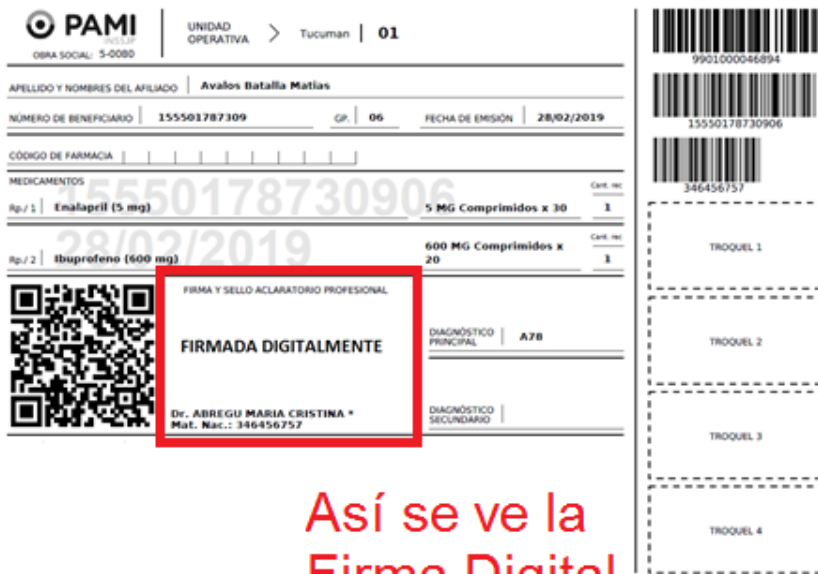 PAMI
INSSJP
OBRA SOCIAL: 5-0080
UNIDAD OPERATIVA > Tucuman 01
APELLIDO Y NOMBRES DEL AFILIADO Avalos Batalla Matias
NÚMERO DE BENEFICIARIO 155501787309 GP. 06 FECHA DE EMISIÓN 28/02/2019
CÓDIGO DE FARMACIA
MEDICAMENTOS
15550178730906
Cant. rec
Rp./ 1 Enalapril (5 mg) 5 MG Comprimidos x 30 1
28/02/2019
Cant. rec
Rp./ 2 Ibuprofeno (600 mg) 600 MG Comprimidos x 20 1
FIRMA Y SELLO ACLARATORIO PROFESIONAL
FIRMADA DIGITALMENTE
Dr. ABREGU MARIA CRISTINA *
Mat. Nac.: 346456757
DIAGNÓSTICO PRINCIPAL A78
DIAGNÓSTICO SECUNDARIO
9901000046894
15550178730906
346456757
TROQUEL 1
TROQUEL 2
TROQUEL 3
TROQUEL 4
Así se ve la
Firma Digital